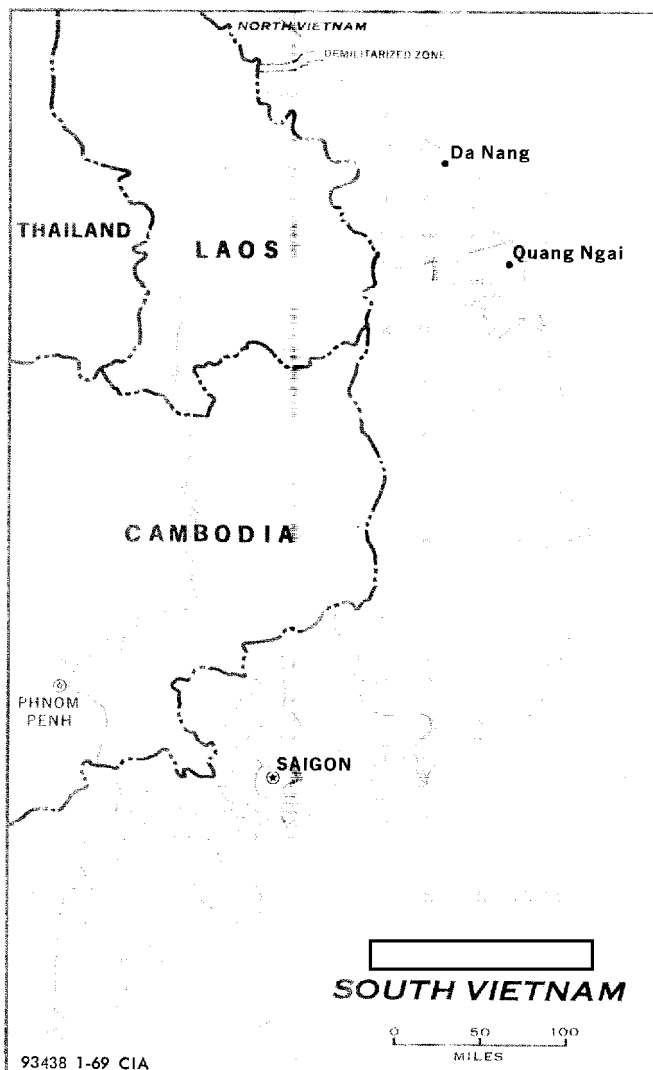 NORTH VIETNAM
DEMILITARIZED ZONE
Da Nang
THAILAND
LAOS
Quang Ngai
CAMBODIA
PHNOM
PENH
SAIGON
SOUTH VIETNAM
0 50 100
MILES
93438 1-69 CIA